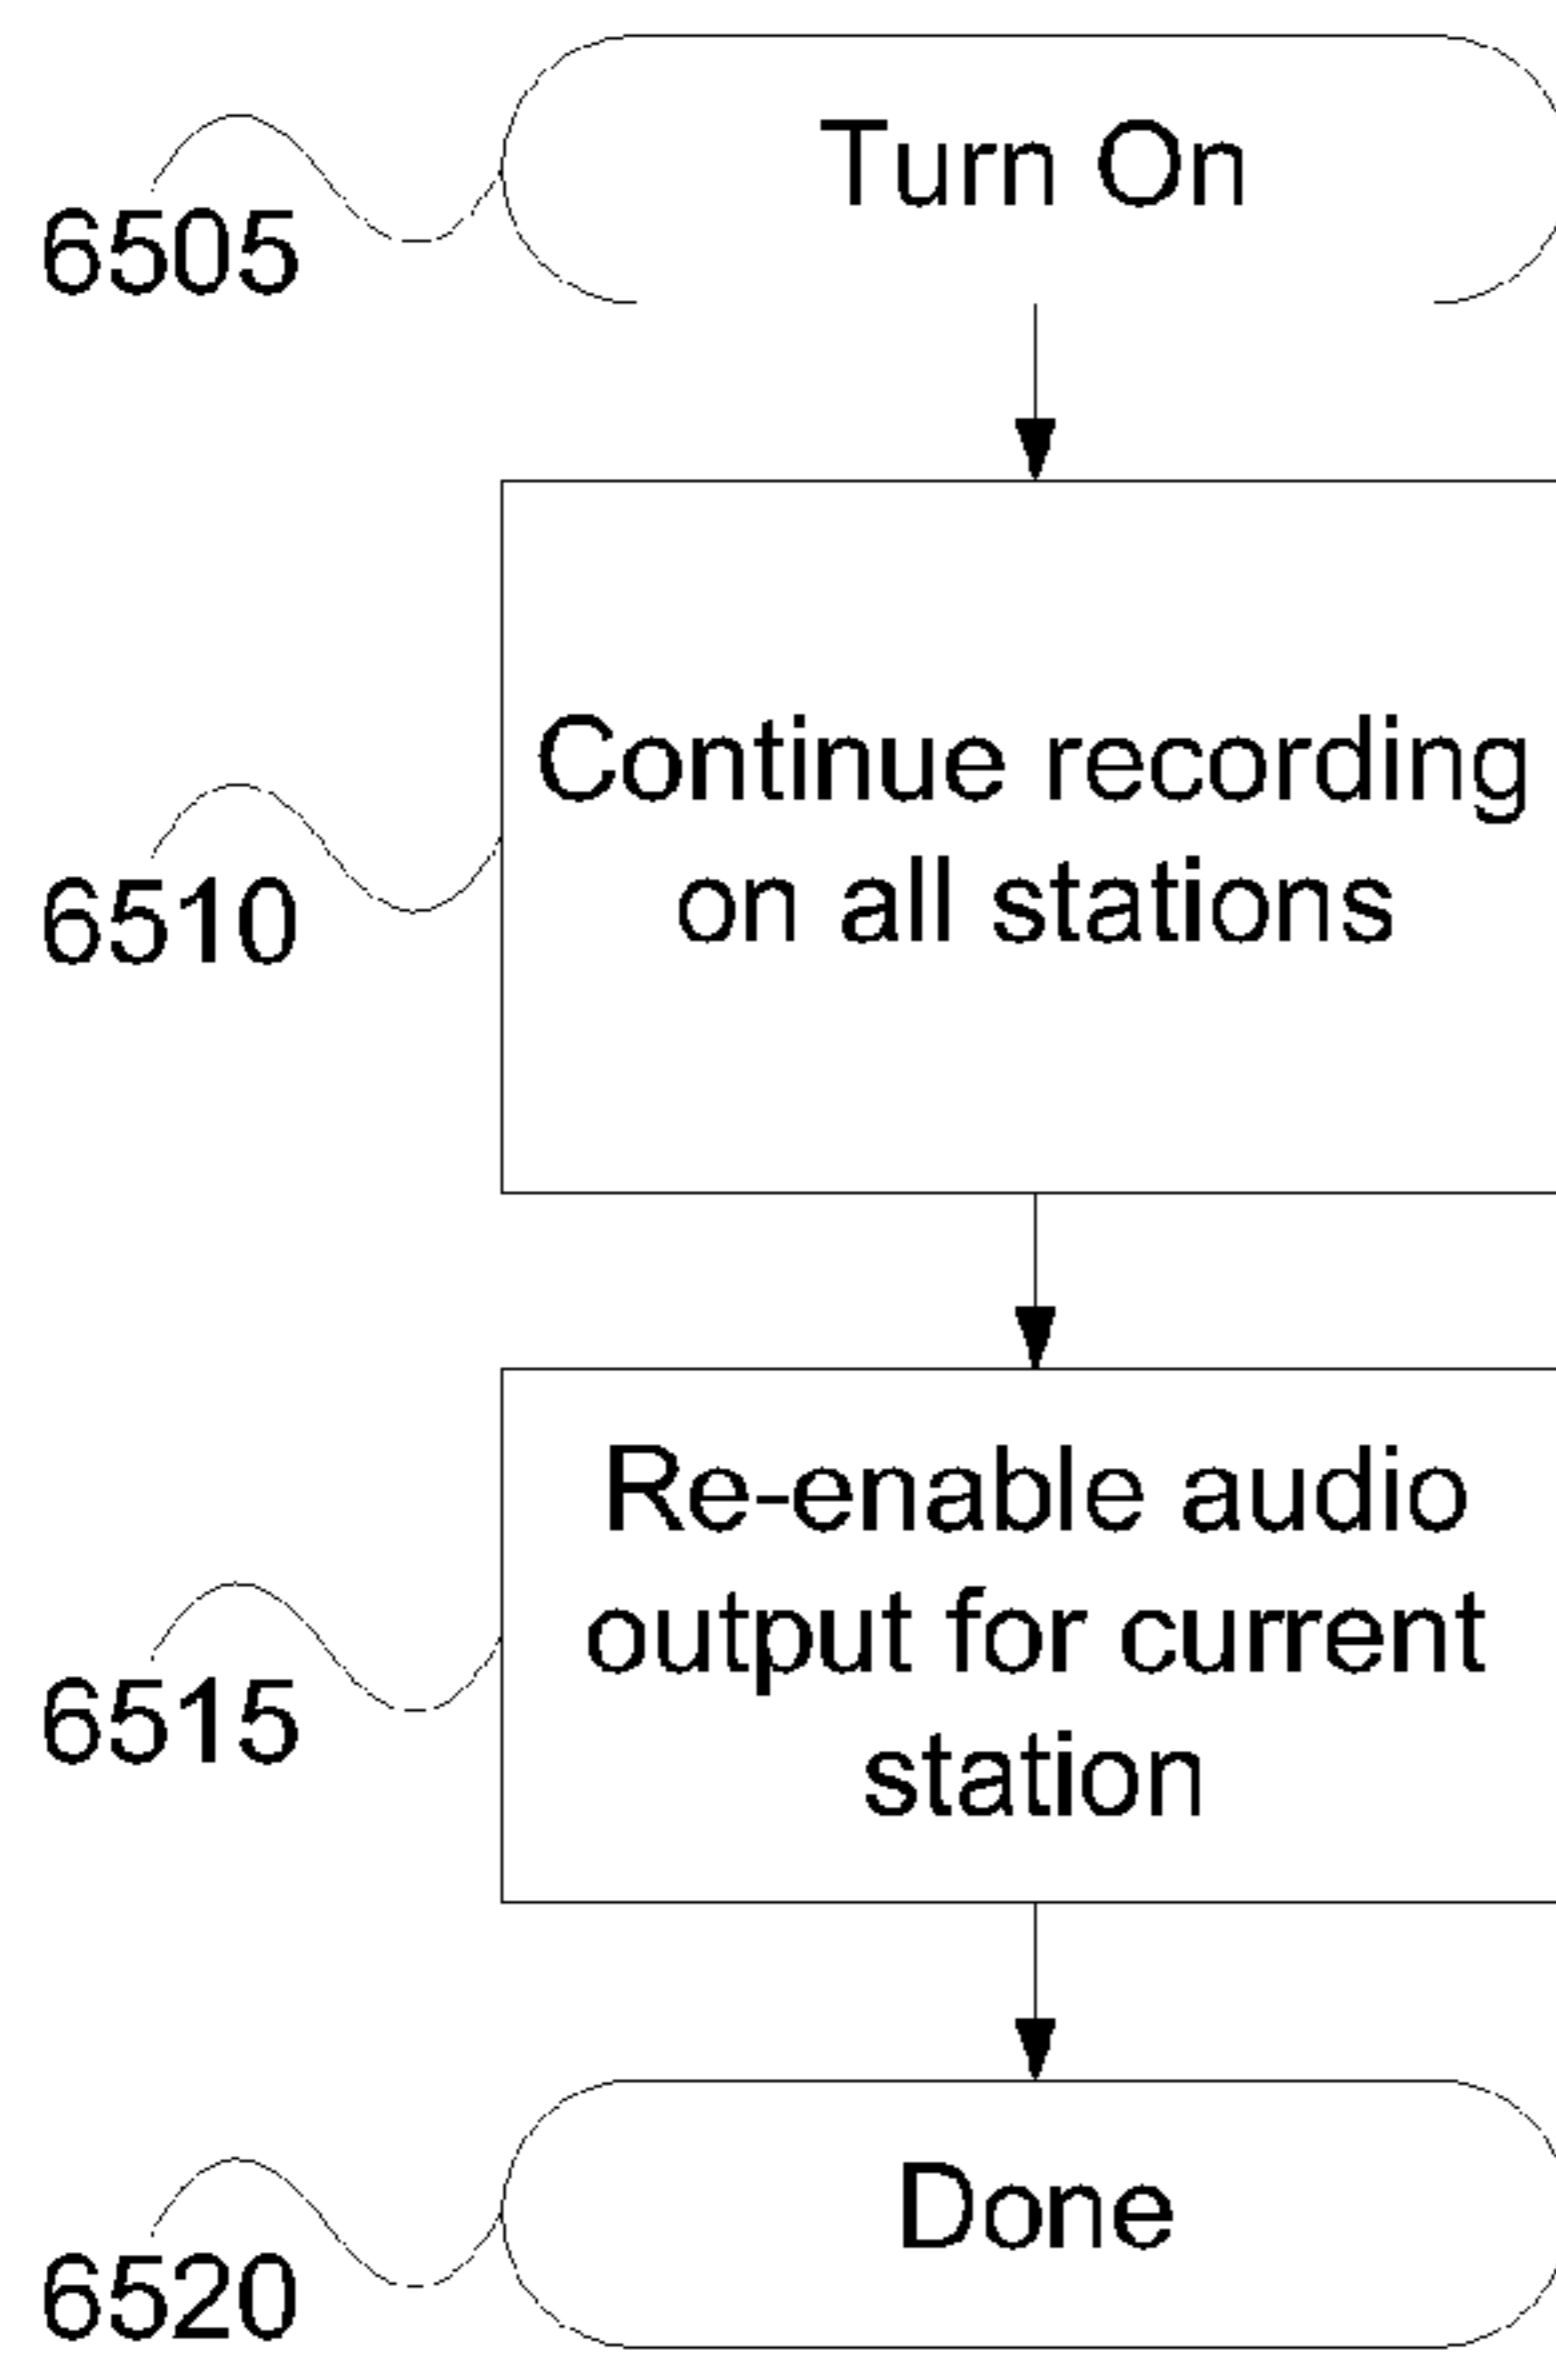 Turn On
6505
Continue recording
on all stations
6510
Re-enable audio
output for current
station
6515
Done
6520